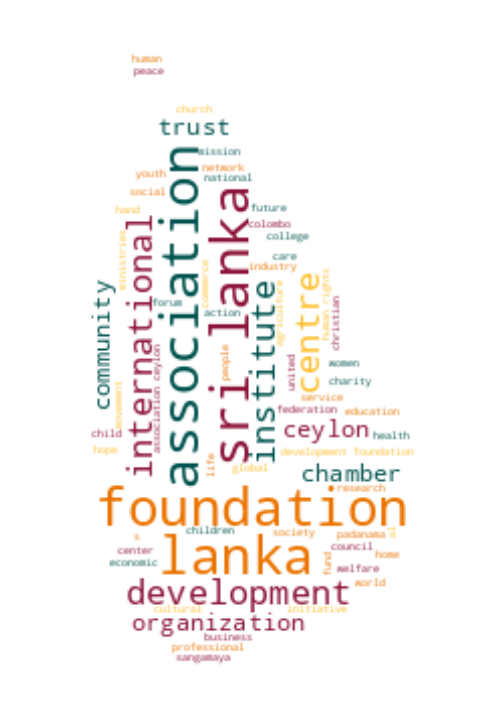 human
peace
church
trust
mission
network
youth
national
social
hand
future
colombo
college
care
industry
international
association
sri lanka
ministries
commerce
community
forum
action
institute
agriculture
centre
human rights
christian
association ceylon
people
united
women
charity
service
movement
federation
education
child
ceylon
health
hope
life
global
development foundation
chamber
research
foundation
children
society
padanama
al
s
lanka
council
center
home
economic
fund
welfare
world
development
cultural
initiative
organization
business
professional
sangamaya